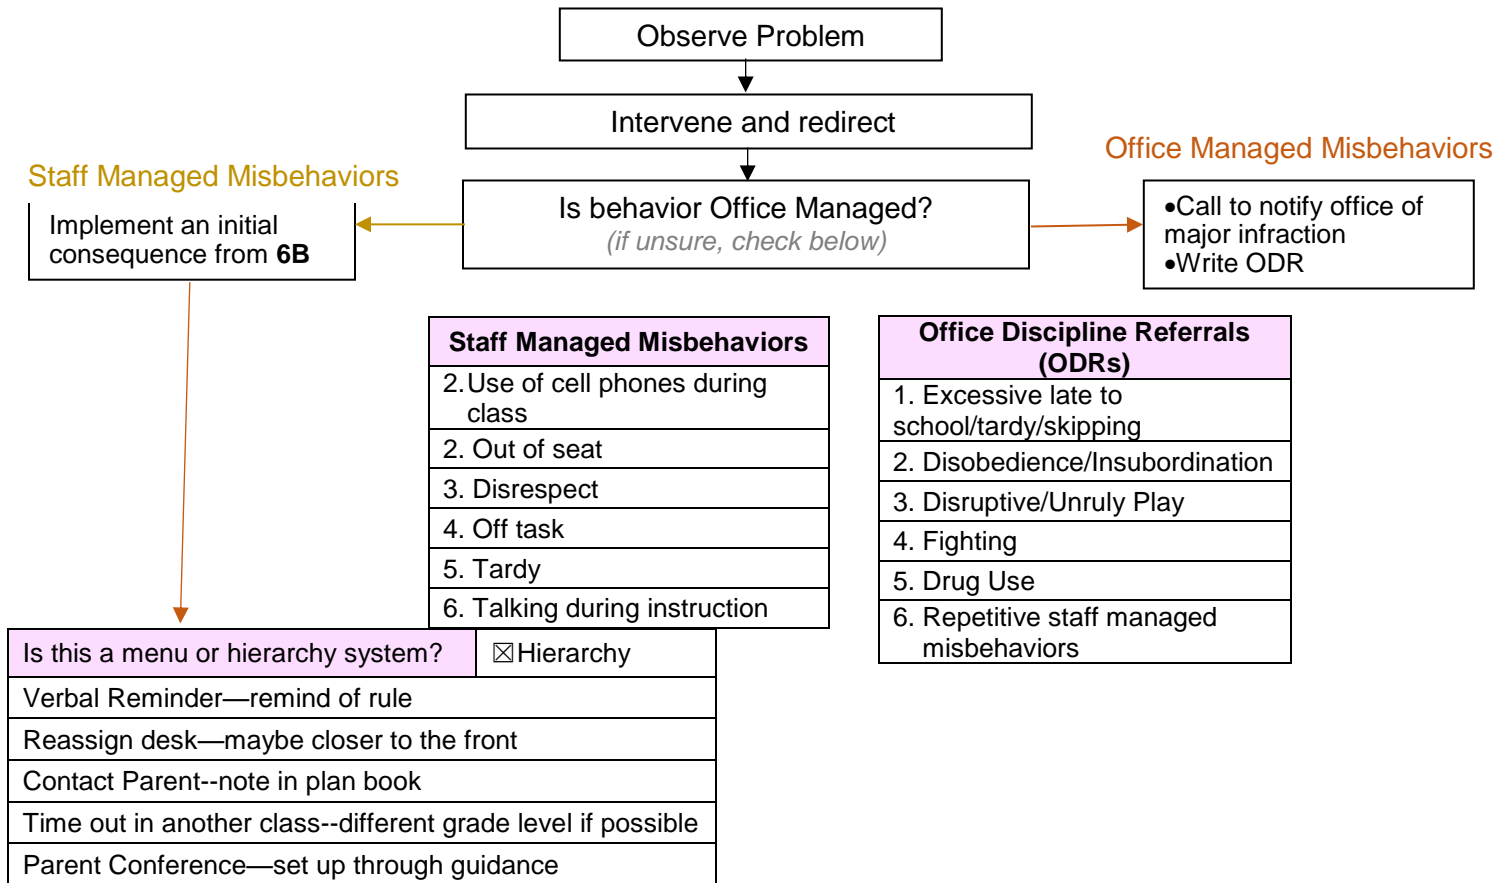 Observe Problem
Intervene and redirect
Office Managed Misbehaviors
Staff Managed Misbehaviors
Is behavior Office Managed?
(if unsure, check below)
Implement an initial
consequence from 6B
•Call to notify office of
major infraction
•Write ODR
Staff Managed Misbehaviors
2.Use of cell phones during
class
2. Out of seat
3. Disrespect
4. Off task
5. Tardy
6. Talking during instruction
Office Discipline Referrals
(ODRs)
1. Excessive late to
school/tardy/skipping
2. Disobedience/Insubordination
3. Disruptive/Unruly Play
4. Fighting
5. Drug Use
6. Repetitive staff managed
misbehaviors
Is this a menu or hierarchy system?
☒Hierarchy
Verbal Reminder—remind of rule
Reassign desk—maybe closer to the front
Contact Parent--note in plan book
Time out in another class--different grade level if possible
Parent Conference—set up through guidance